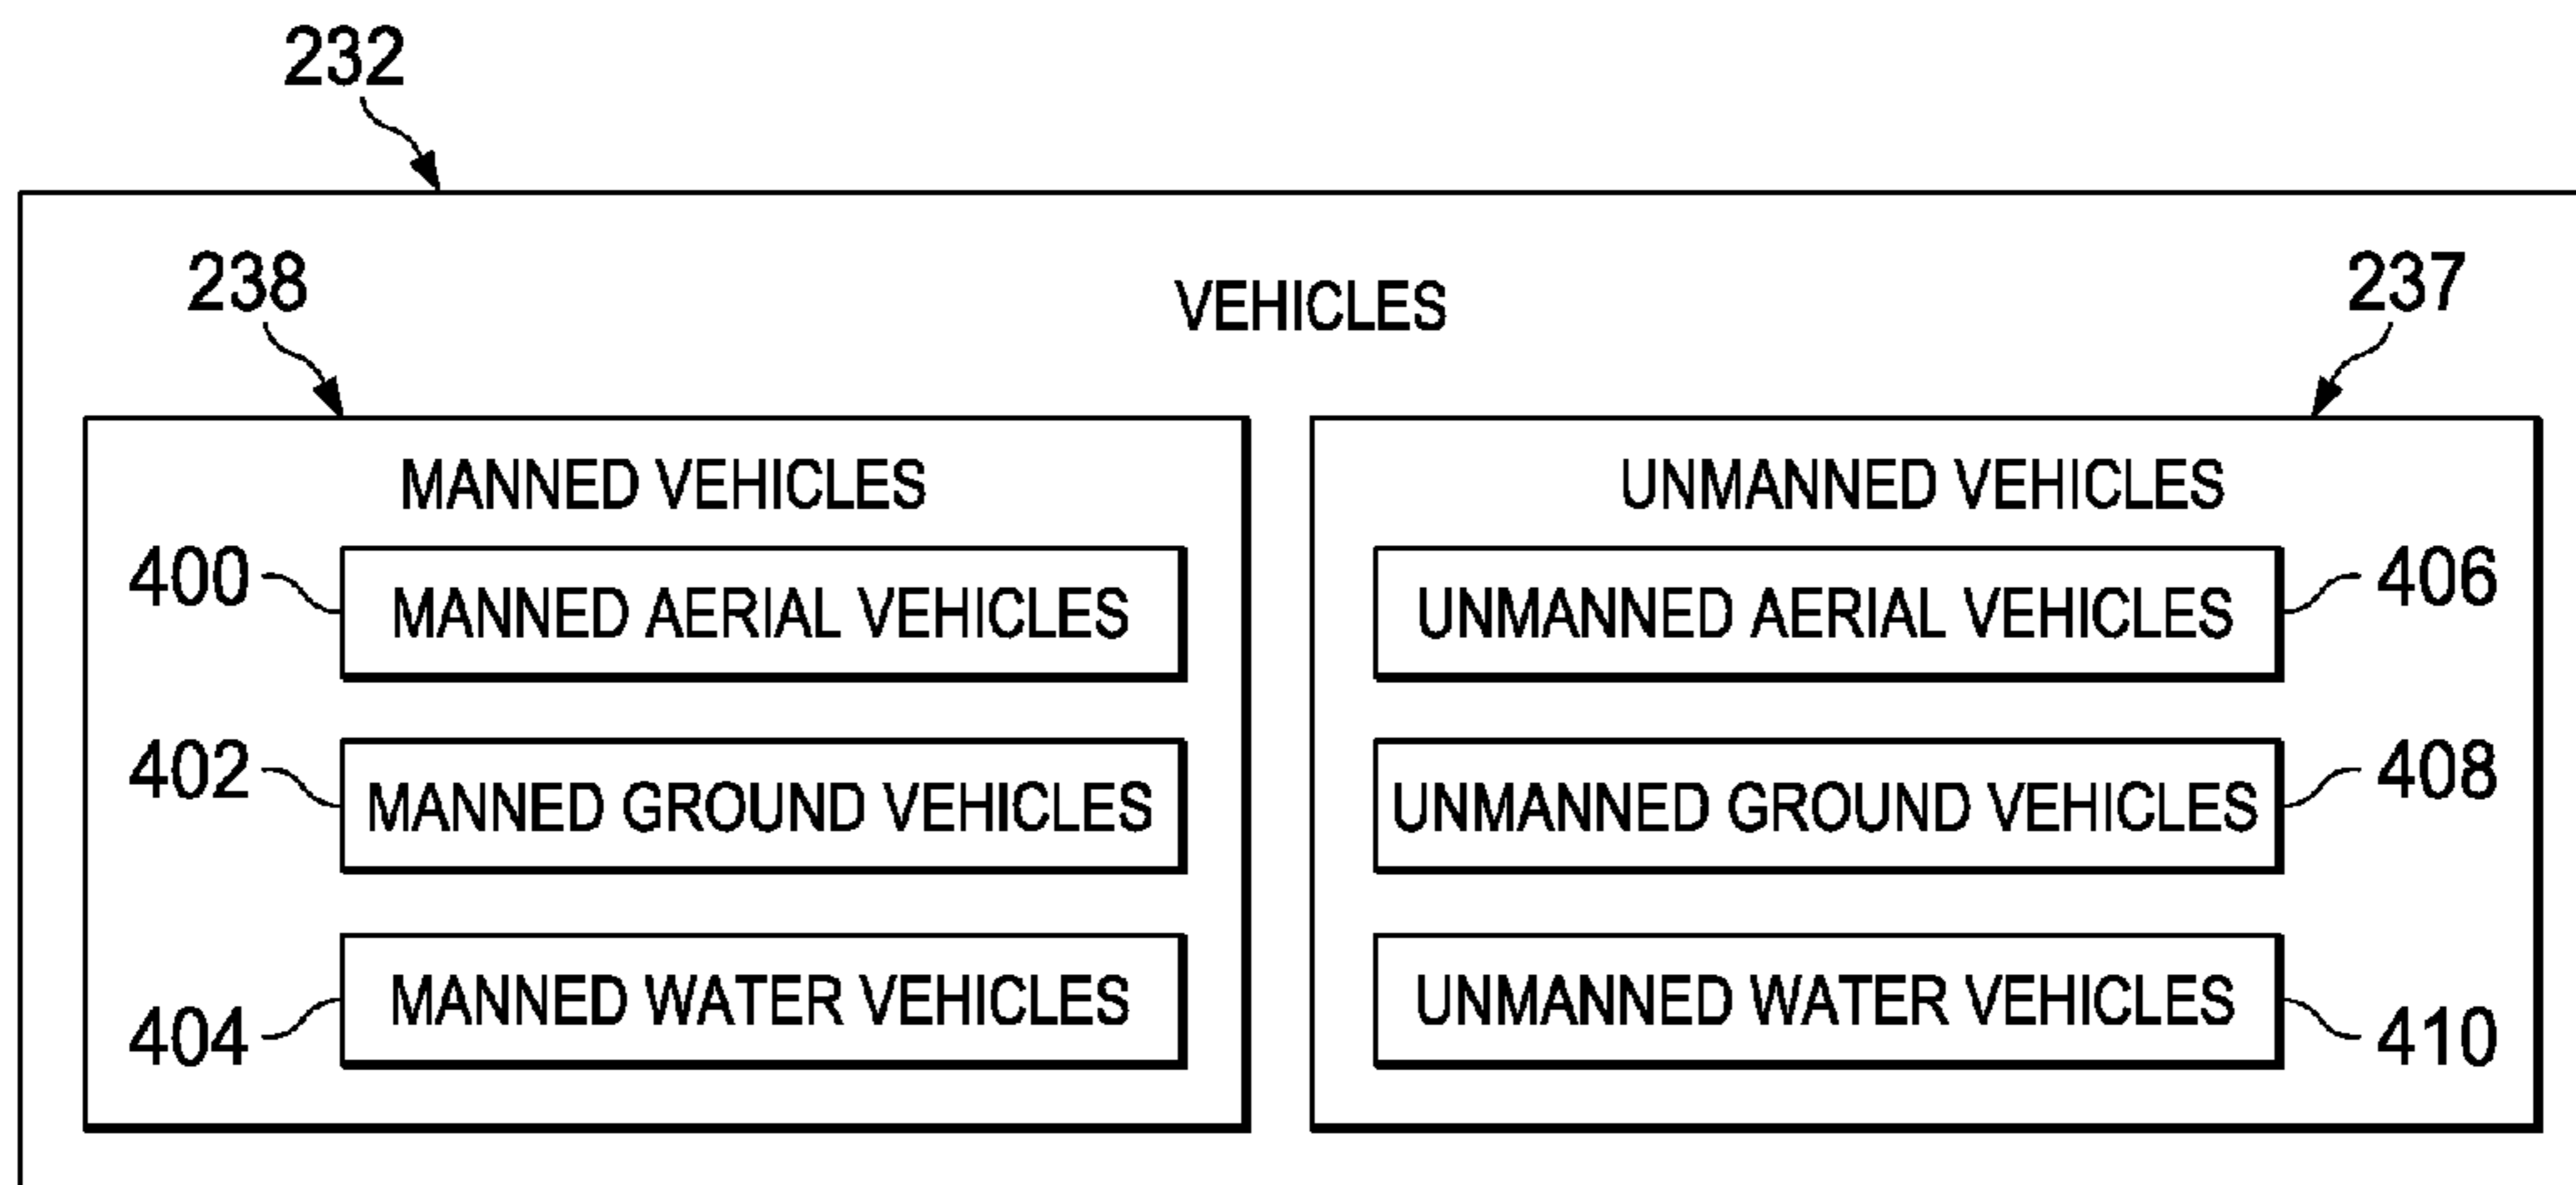 232
VEHICLES
238
237
MANNED VEHICLES
400
MANNED AERIAL VEHICLES
402
MANNED GROUND VEHICLES
404
MANNED WATER VEHICLES
UNMANNED VEHICLES
UNMANNED AERIAL VEHICLES
406
UNMANNED GROUND VEHICLES
408
UNMANNED WATER VEHICLES
410